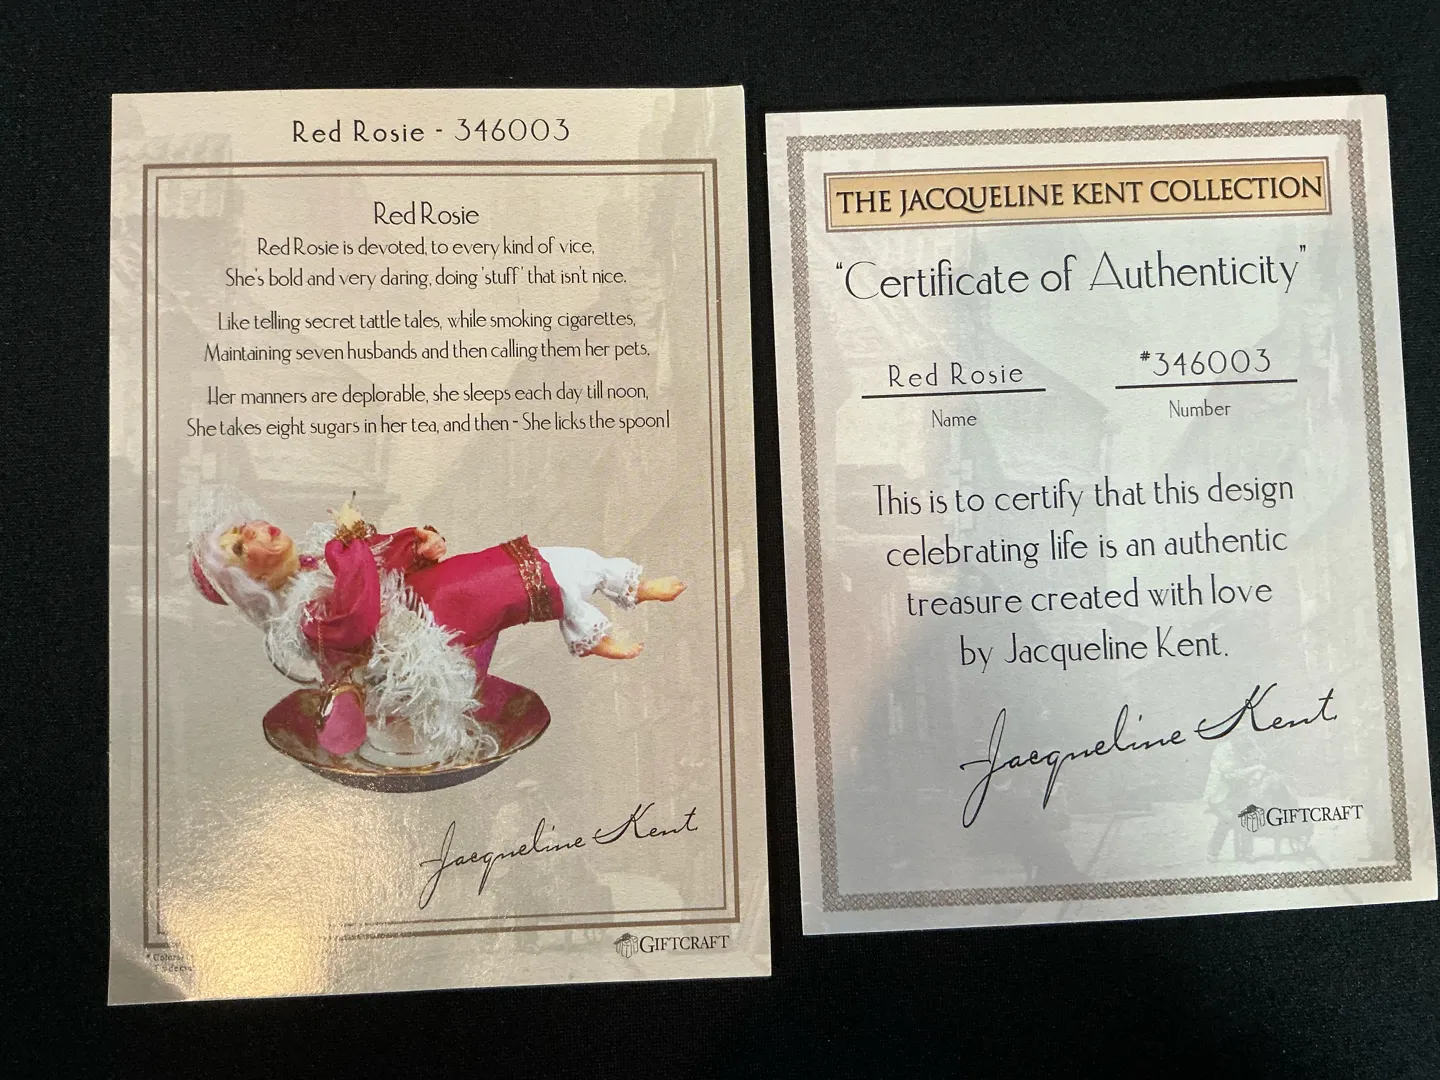 Red Rosie - 346003
Red Rosie
Red Rosie is devoted, to every kind of vice,
She's bold and very daring, doing 'stuff' that isn't nice.
Like telling secret tattle tales, while smoking cigarettes,
Maintaining seven husbands and then calling them her pets,
Her manners are deplorable, she sleeps each day till noon,
She takes eight sugars in her tea, and then - She licks the spoon!
Jacqueline Kent
GIFTCRAFT
THE JACQUELINE KENT COLLECTION
"Certificate of Authenticity"
Red Rosie #346003
Name Number
This is to certify that this design
celebrating life is an authentic
treasure created with love
by Jacqueline Kent.
Jacqueline Kent
GIFTCRAFT